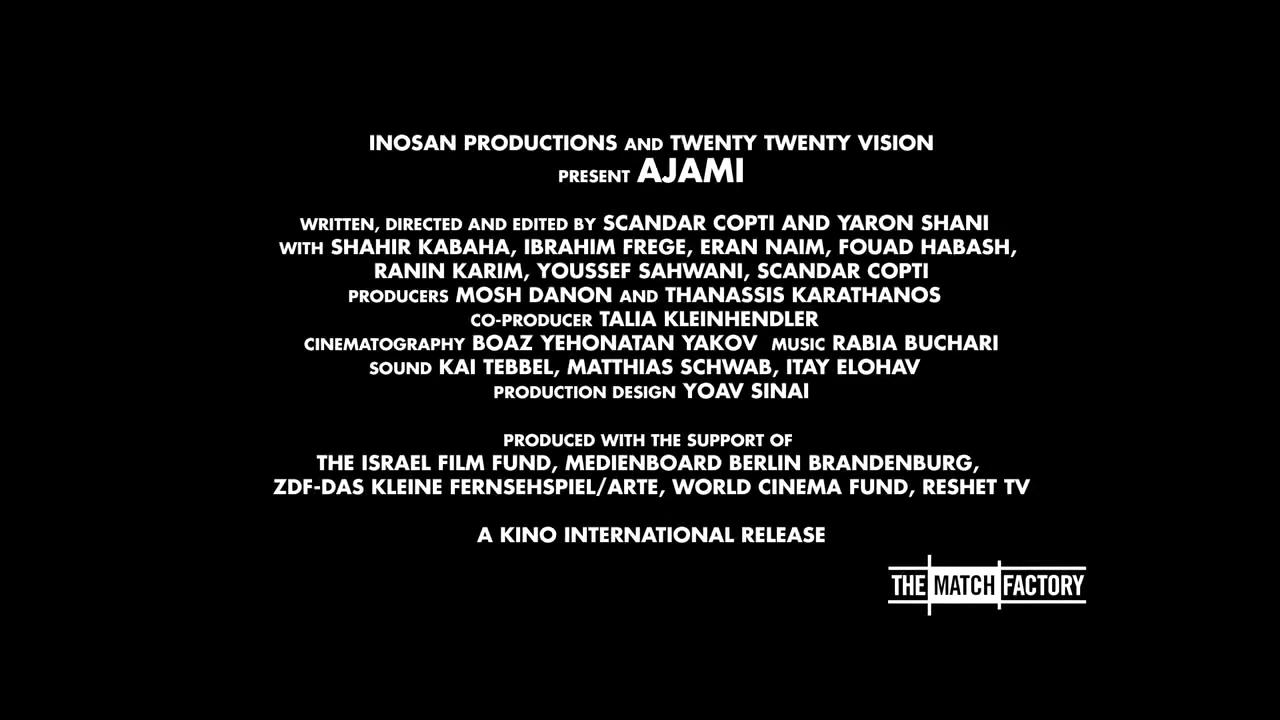 INOSAN PRODUCTIONS AND TWENTY TWENTY VISION
PRESENT AJAMI
WRITTEN, DIRECTED AND EDITED BY SCANDAR COPTI AND YARON SHANI
WITH SHAHIR KABAHA, IBRAHIM FREGE, ERAN NAIM, FOUAD HABASH,
RANIN KARIM, YOUSSEF SAHWANI, SCANDAR COPTI
PRODUCERS MOSH DANON AND THANASSIS KARATHANOS
CO-PRODUCER TALIA KLEINHENDLER
CINEMATOGRAPHY BOAZ YEHONATAN YAKOV MUSIC RABIA BUCHARI
SOUND KAI TEBBEL, MATTHIAS SCHWAB, ITAY ELOHAV
PRODUCTION DESIGN YOAV SINAI
PRODUCED WITH THE SUPPORT OF
THE ISRAEL FILM FUND, MEDIENBOARD BERLIN BRANDENBURG,
ZDF-DAS KLEINE FERNSEHSPIEL/ARTE, WORLD CINEMA FUND, RESHET TV
A KINO INTERNATIONAL RELEASE
THE MATCH FACTORY